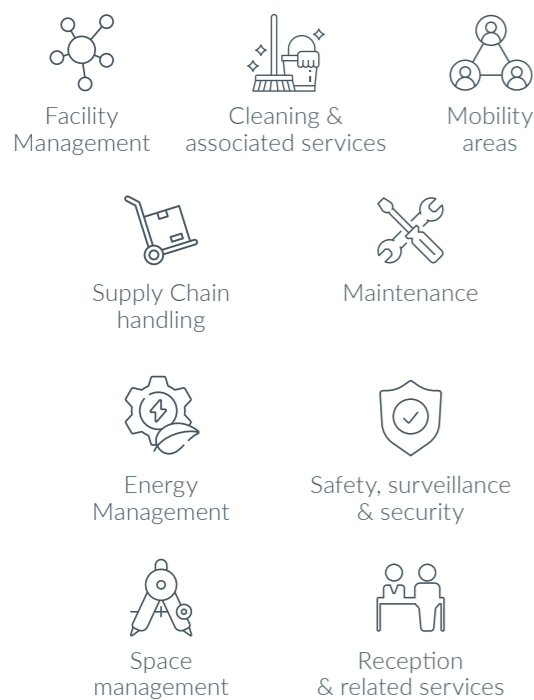 Facility
Management
Cleaning &
associated services
Mobility
areas
Supply Chain
handling
Maintenance
Energy
Management
Safety, surveillance
& security
Space
management
Reception
& related services